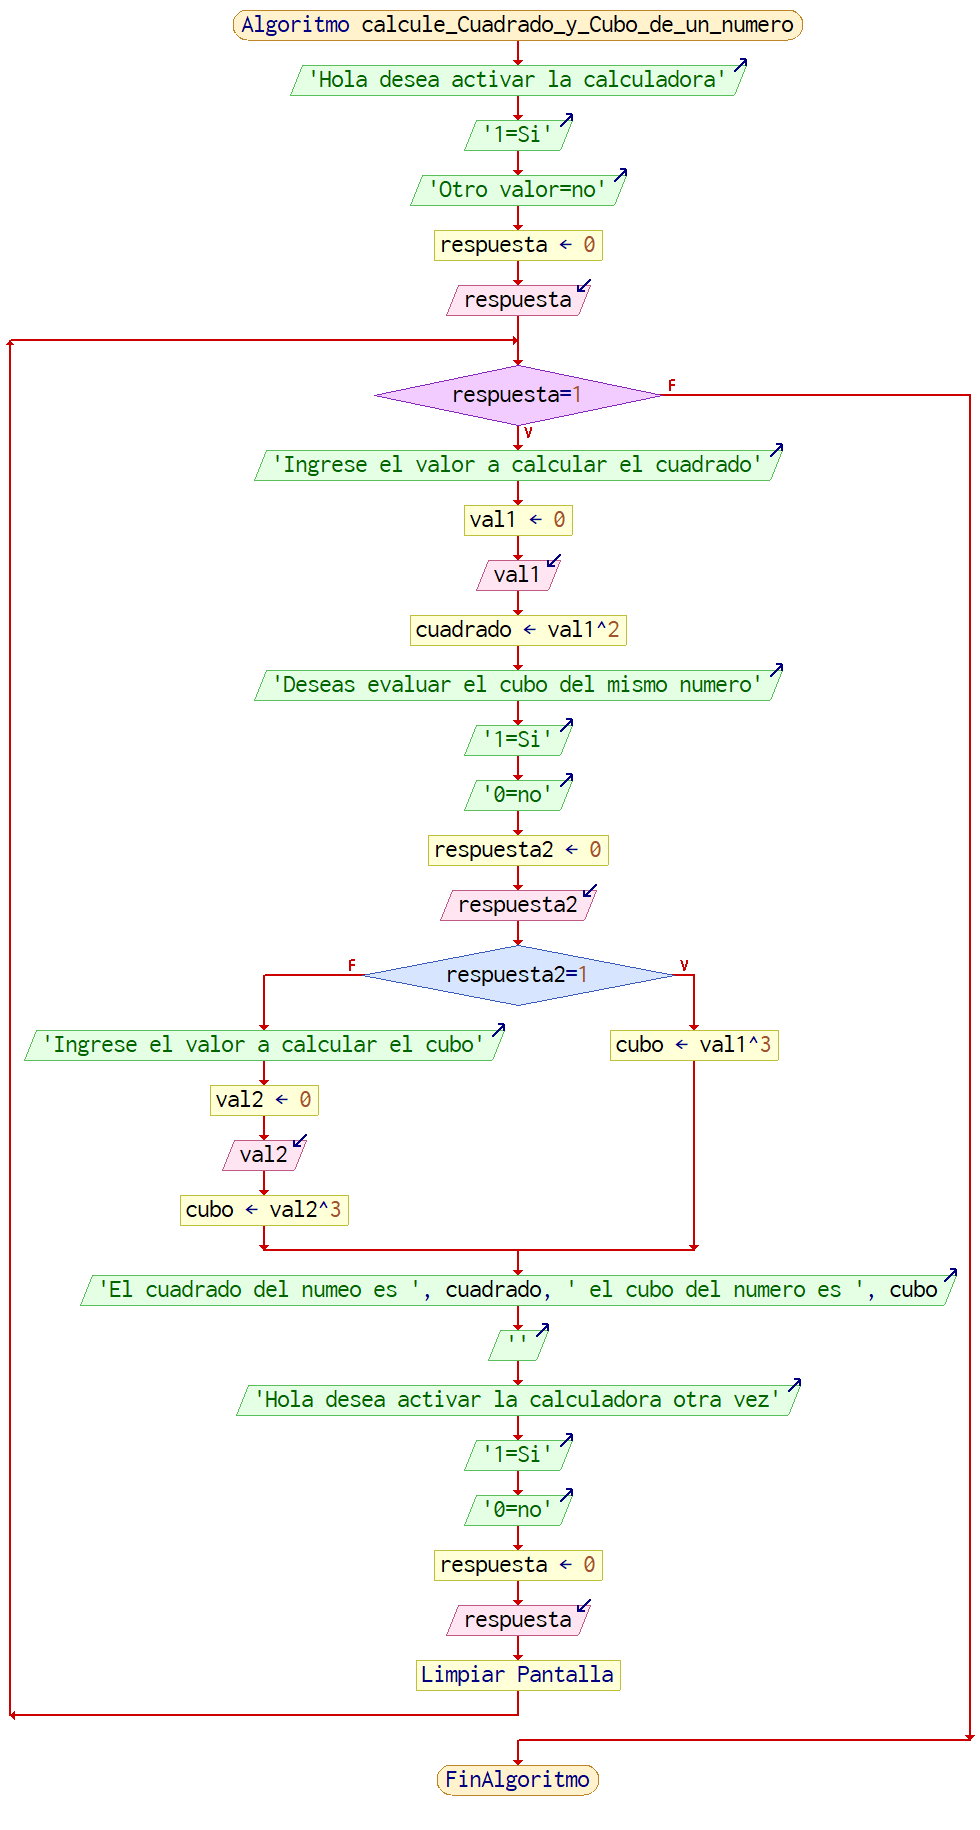 Algoritmo calcule_Cuadrado_y_Cubo_de_un_numero
'Hola desea activar la calculadora'
'1=Si'
'Otro valor=no'
respuesta ← 0
respuesta
respuesta=1
F
V
'Ingrese el valor a calcular el cuadrado'
val1 ← 0
val1
cuadrado ← val1^2
'Deseas evaluar el cubo del mismo numero'
'1=Si'
'0=no'
respuesta2 ← 0
respuesta2
F
respuesta2=1
V
'Ingrese el valor a calcular el cubo'
cubo ← val1^3
val2 ← 0
val2
cubo ← val2^3
'El cuadrado del numeo es ', cuadrado, ' el cubo del numero es ', cubo
''
'Hola desea activar la calculadora otra vez'
'1=Si'
'0=no'
respuesta ← 0
respuesta
Limpiar Pantalla
FinAlgoritmo